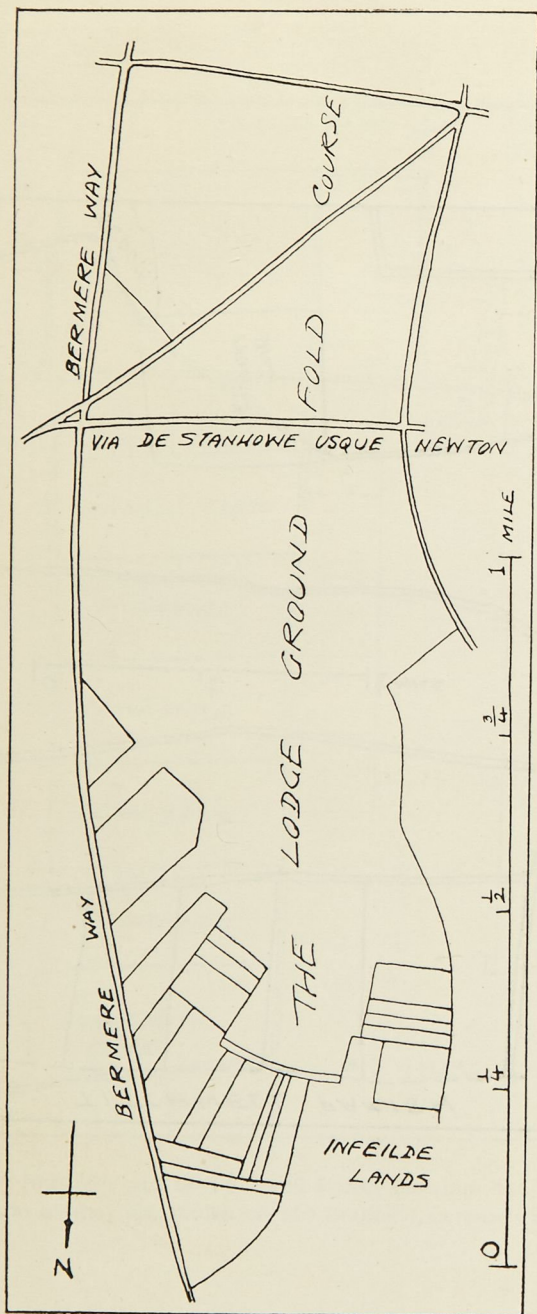 BERMERE WAY
THE LODGE GROUND FOLD COURSE
VIA DE STANHOWE USQUE NEWTON
BERMERE WAY
INFEILDE
LANDS
N
0 1/4 1/2 3/4 1 MILE